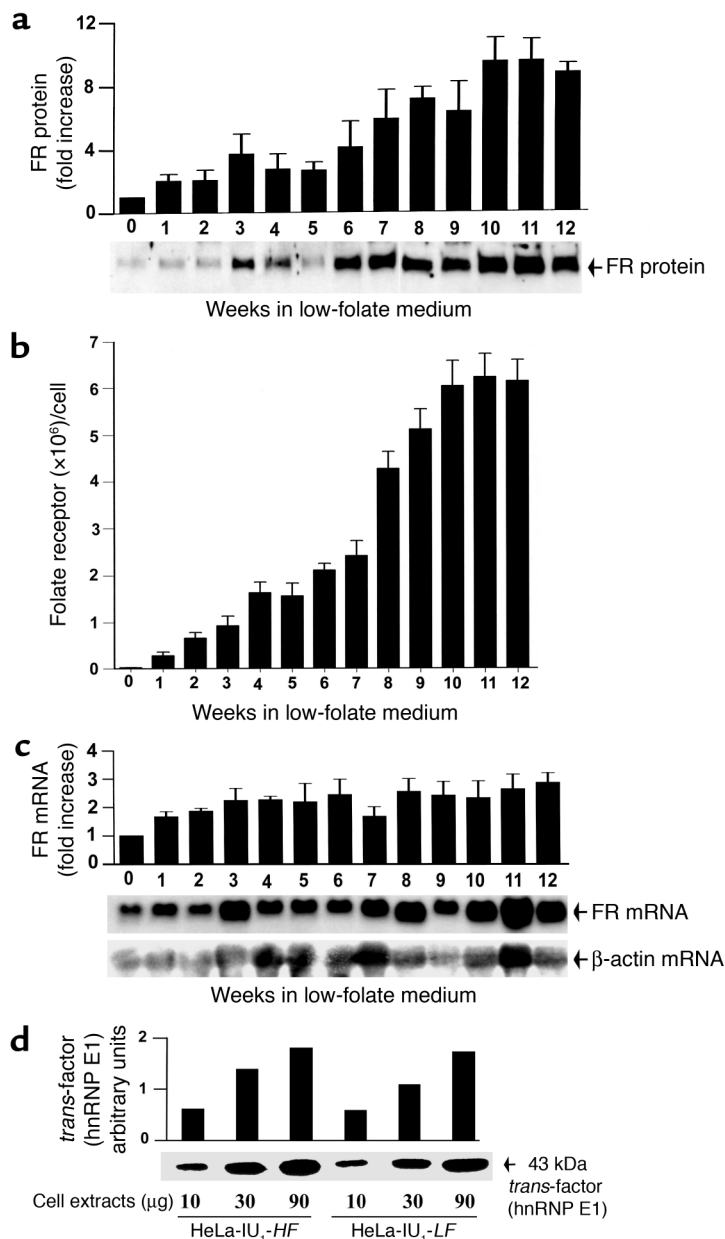 a
FR protein
(fold increase)
12
8
4
0
0 1 2 3 4 5 6 7 8 9 10 11 12
FR protein
Weeks in low-folate medium
b
Folate receptor (×10⁶)/cell
7
6
5
4
3
2
1
0
0 1 2 3 4 5 6 7 8 9 10 11 12
Weeks in low-folate medium
c
FR mRNA
(fold increase)
4
3
2
1
0
0 1 2 3 4 5 6 7 8 9 10 11 12
FR mRNA
β-actin mRNA
Weeks in low-folate medium
d
trans-factor
(hnRNP E1)
arbitrary units
2
1
0
43 kDa
trans-factor
(hnRNP E1)
Cell extracts (μg) 10 30 90 10 30 90
HeLa-IU₁-HF HeLa-IU₁-LF